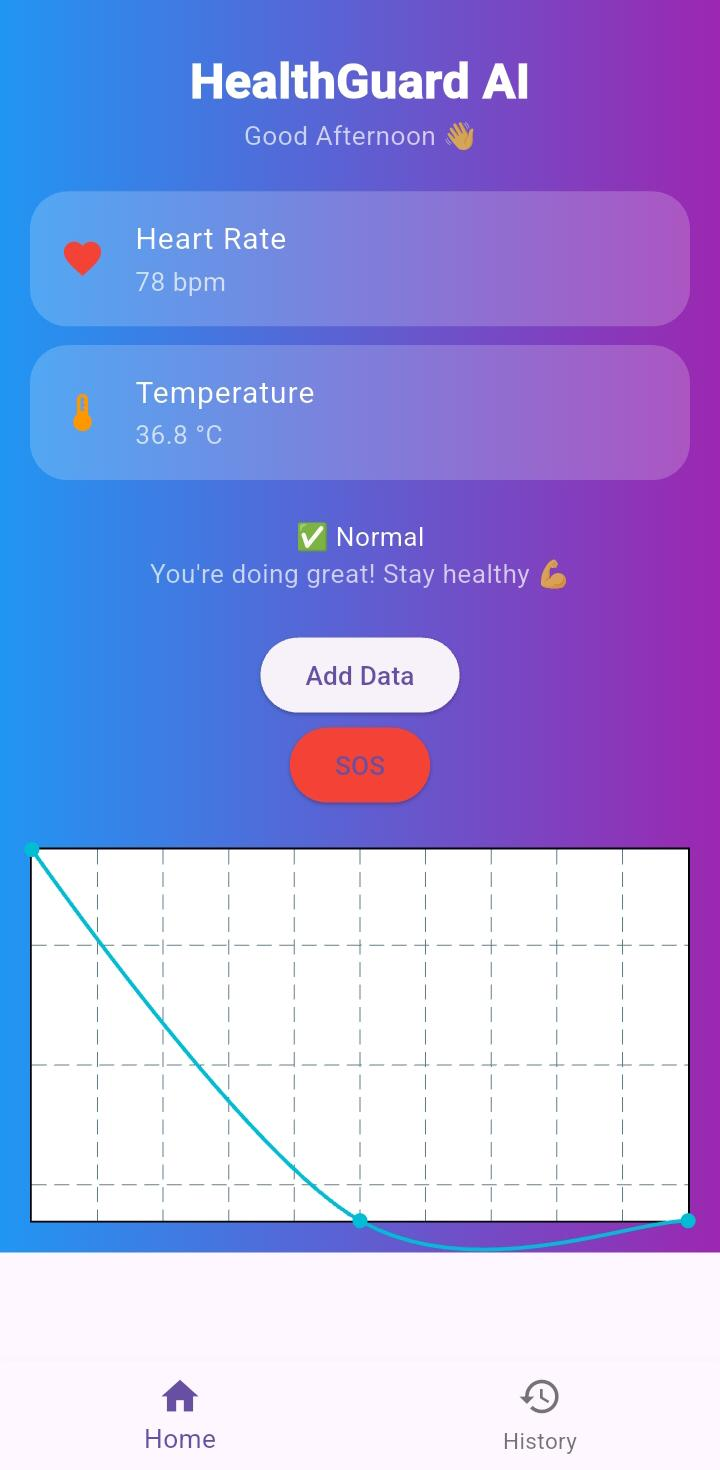 HealthGuard AI
Good Afternoon 👋
Heart Rate
78 bpm
Temperature
36.8 °C
✅ Normal
You're doing great! Stay healthy 💪
Add Data
SOS
Home
History